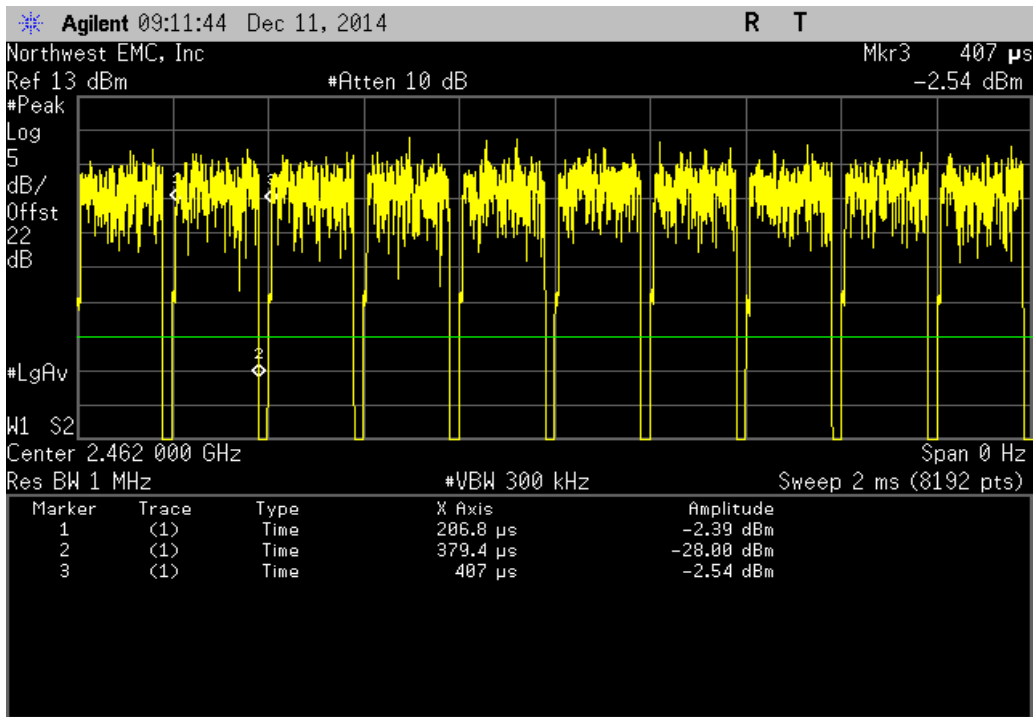 Agilent 09:11:44 Dec 11, 2014 R T
Northwest EMC, Inc Mkr3 407 µs
Ref 13 dBm #Atten 10 dB -2.54 dBm
#Peak
Log
5
dB/
Offst
22
dB
1 3
2
#LgAv
W1 S2
Center 2.462 000 GHz Span 0 Hz
Res BW 1 MHz #VBW 300 kHz Sweep 2 ms (8192 pts)
Marker Trace Type X Axis Amplitude
1 (1) Time 206.8 µs -2.39 dBm
2 (1) Time 379.4 µs -28.00 dBm
3 (1) Time 407 µs -2.54 dBm